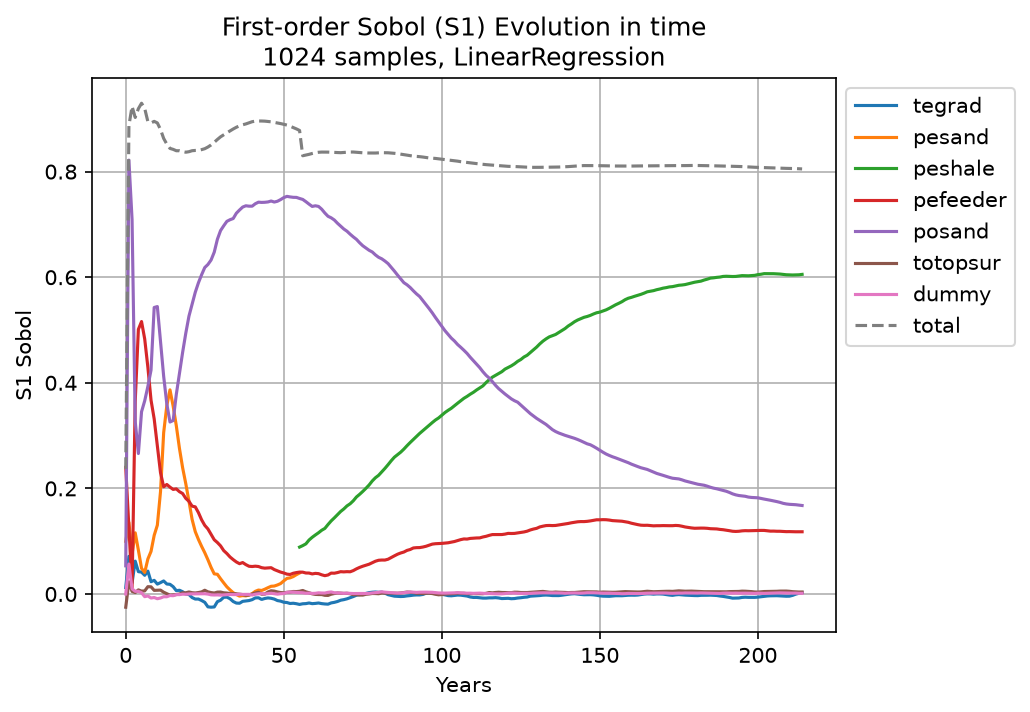 First-order Sobol (S1) Evolution in time
1024 samples, LinearRegression
S1 Sobol
0.8
0.6
0.4
0.2
0.0
0
50
100
150
200
Years
tegrad
pesand
peshale
pefeeder
posand
totopsur
dummy
total